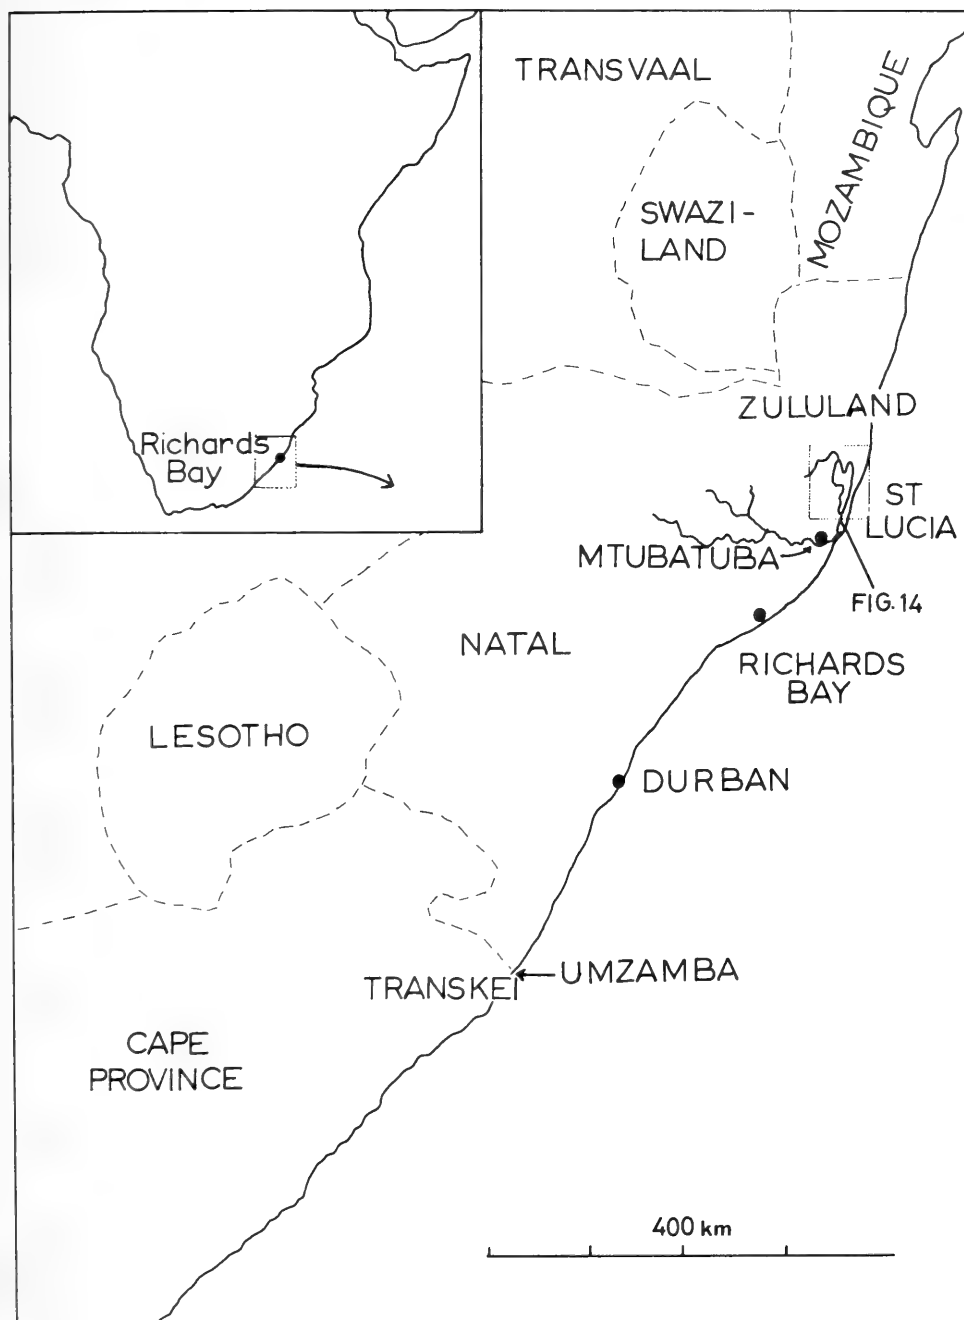 TRANSVAAL
MOZAMBIQUE
SWAZI-
LAND
ZULULAND
Richards
Bay
ST
LUCIA
MTUBATUBA
FIG.14
NATAL
RICHARDS
BAY
LESOTHO
DURBAN
UMZAMBA
TRANSKEI
CAPE
PROVINCE
400 km